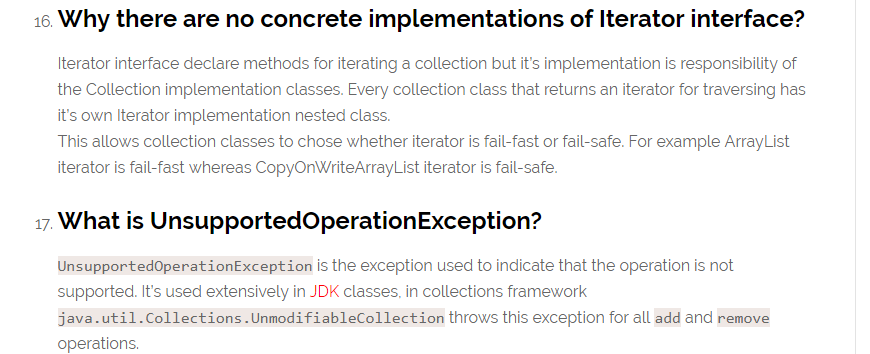 16. Why there are no concrete implementations of Iterator interface?
Iterator interface declare methods for iterating a collection but it's implementation is responsibility of
the Collection implementation classes. Every collection class that returns an iterator for traversing has
it's own Iterator implementation nested class.
This allows collection classes to chose whether iterator is fail-fast or fail-safe. For example ArrayList
iterator is fail-fast whereas CopyOnWriteArrayList iterator is fail-safe.
17. What is UnsupportedOperationException?
UnsupportedOperationException is the exception used to indicate that the operation is not
supported. It's used extensively in JDK classes, in collections framework
java.util.Collections.UnmodifiableCollection throws this exception for all add and remove
operations.